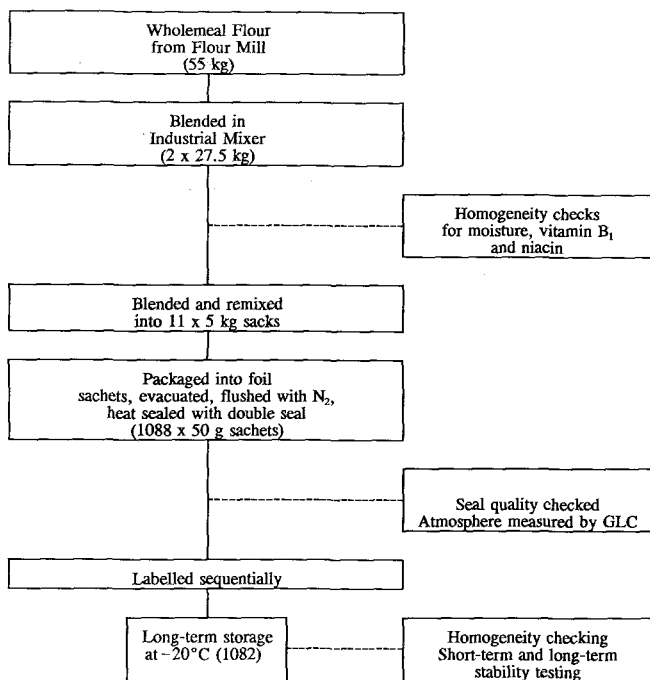 Wholemeal Flour
from Flour Mill
(55 kg)
Blended in
Industrial Mixer
(2 x 27.5 kg)
Homogeneity checks
for moisture, vitamin B₁
and niacin
Blended and remixed
into 11 x 5 kg sacks
Packaged into foil
sachets, evacuated, flushed with N₂,
heat sealed with double seal
(1088 x 50 g sachets)
Seal quality checked
Atmosphere measured by GLC
Labelled sequentially
Long-term storage
at −20°C (1082)
Homogeneity checking
Short-term and long-term
stability testing